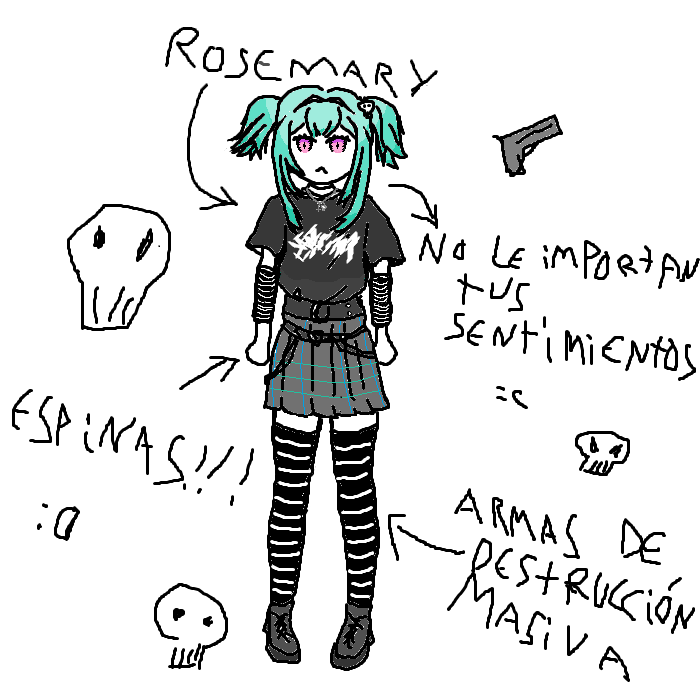 ROSEMARY
NO LE iMPORTAN
TUS
SENTiMiENTOS
=c
ESPiNAS!!!
:D
ARMAS DE
DESTRUCCIÓN
MASiVA